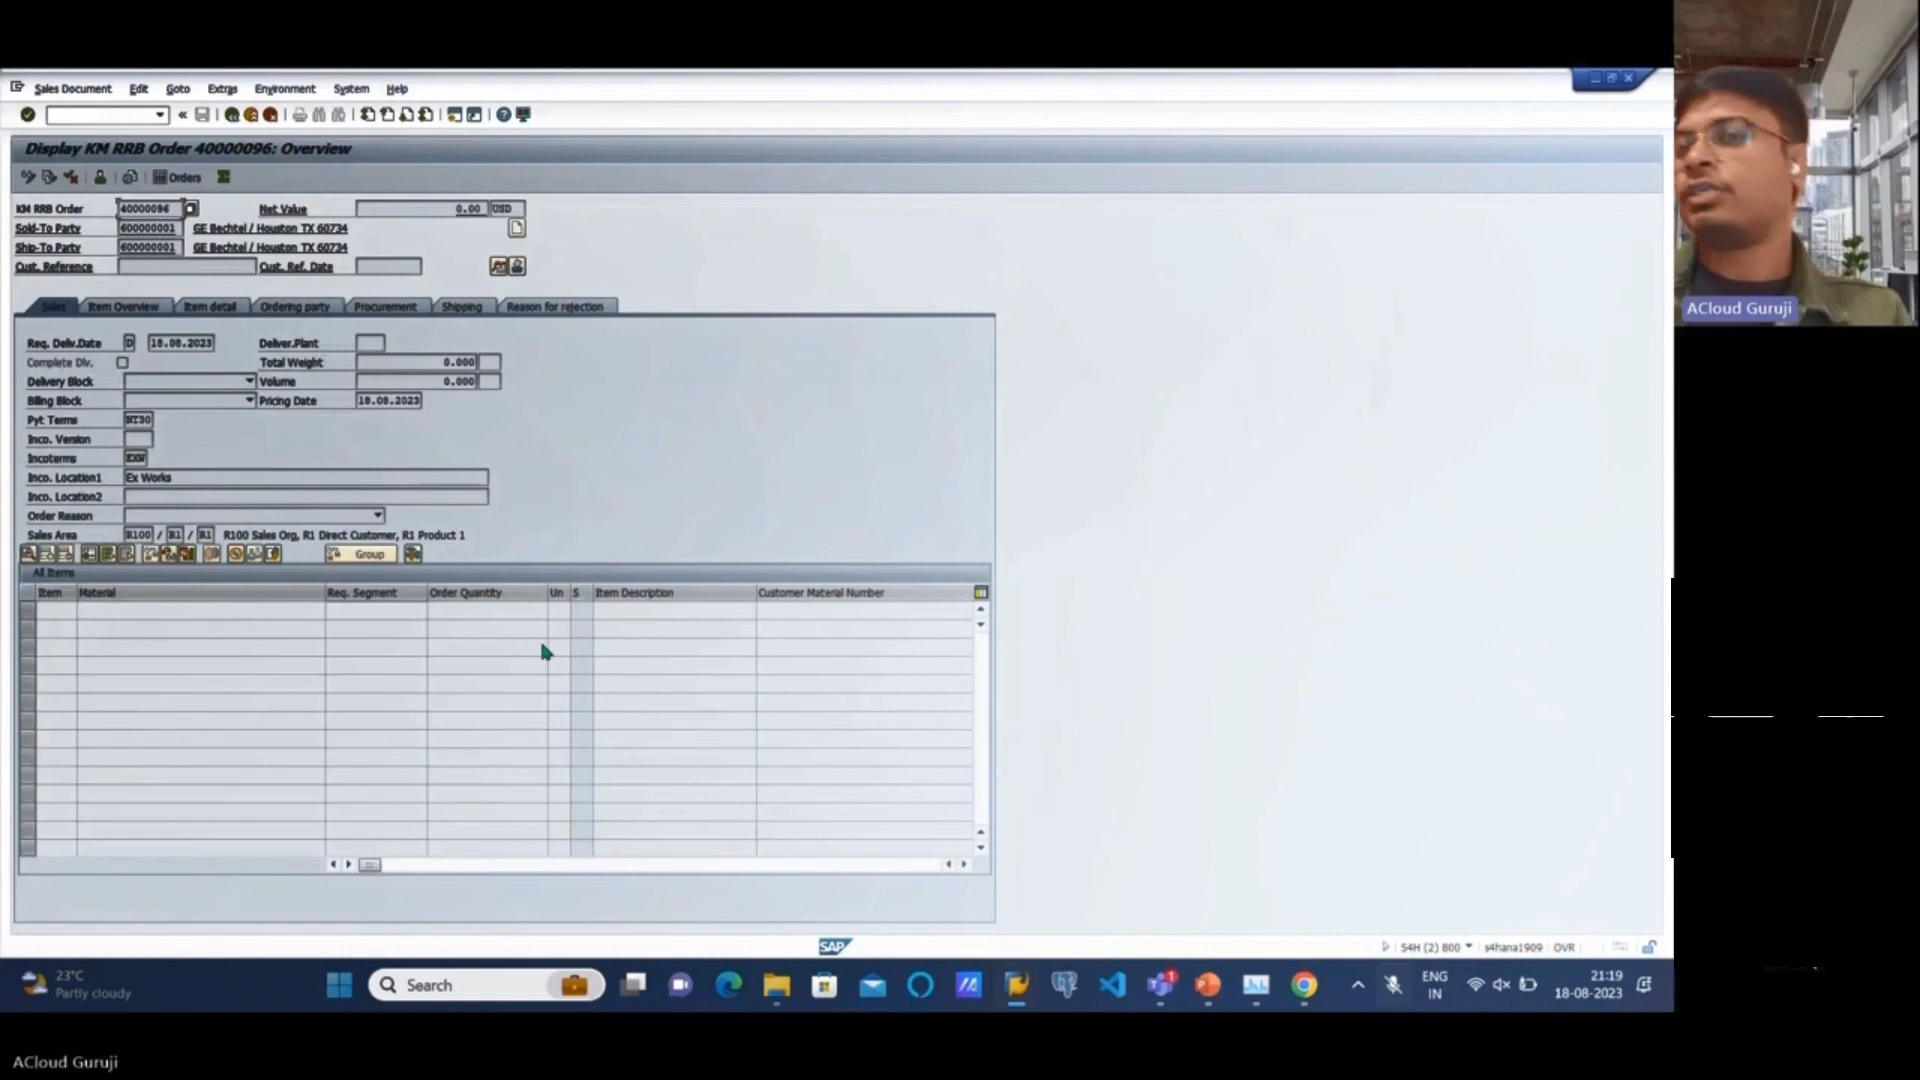 Sales Document Edit Goto Extras Environment System Help
Display KM RRB Order 40000096: Overview
Orders
KM RRB Order 40000096 Net Value 0.00 USD
Sold-To Party 600000001 GE Bechtel / Houston TX 60734
Ship-To Party 600000001 GE Bechtel / Houston TX 60734
Cust. Reference Cust. Ref. Date
Sales Item Overview Item detail Ordering party Procurement Shipping Reason for rejection
Req. Deliv.Date D 18.08.2023 Deliver.Plant
Complete Dlv. Total Weight 0.000
Delivery Block Volume 0.000
Billing Block Pricing Date 18.08.2023
Pyt Terms NT30
Inco. Version
Incoterms EXW
Inco. Location1 Ex Works
Inco. Location2
Order Reason
Sales Area R100 / R1 / R1 R100 Sales Org, R1 Direct Customer, R1 Product 1
Group
All Items
Item Material Req. Segment Order Quantity Un S Item Description Customer Material Number
SAP
S4H (2) 800 s4hana1909 OVR
23°C
Partly cloudy
Search
1
ENG
IN
21:19
18-08-2023
ACloud Guruji
ACloud Guruji